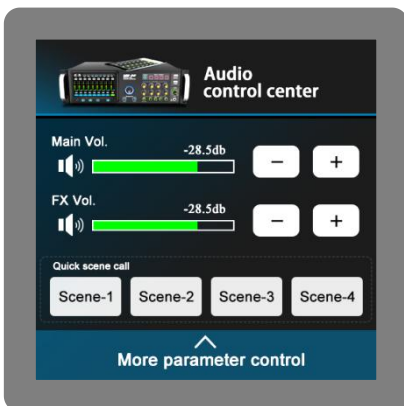 Audio
control center
Main Vol.
-28.5db
− +
FX Vol.
-28.5db
− +
Quick scene call
Scene-1 Scene-2 Scene-3 Scene-4
More parameter control